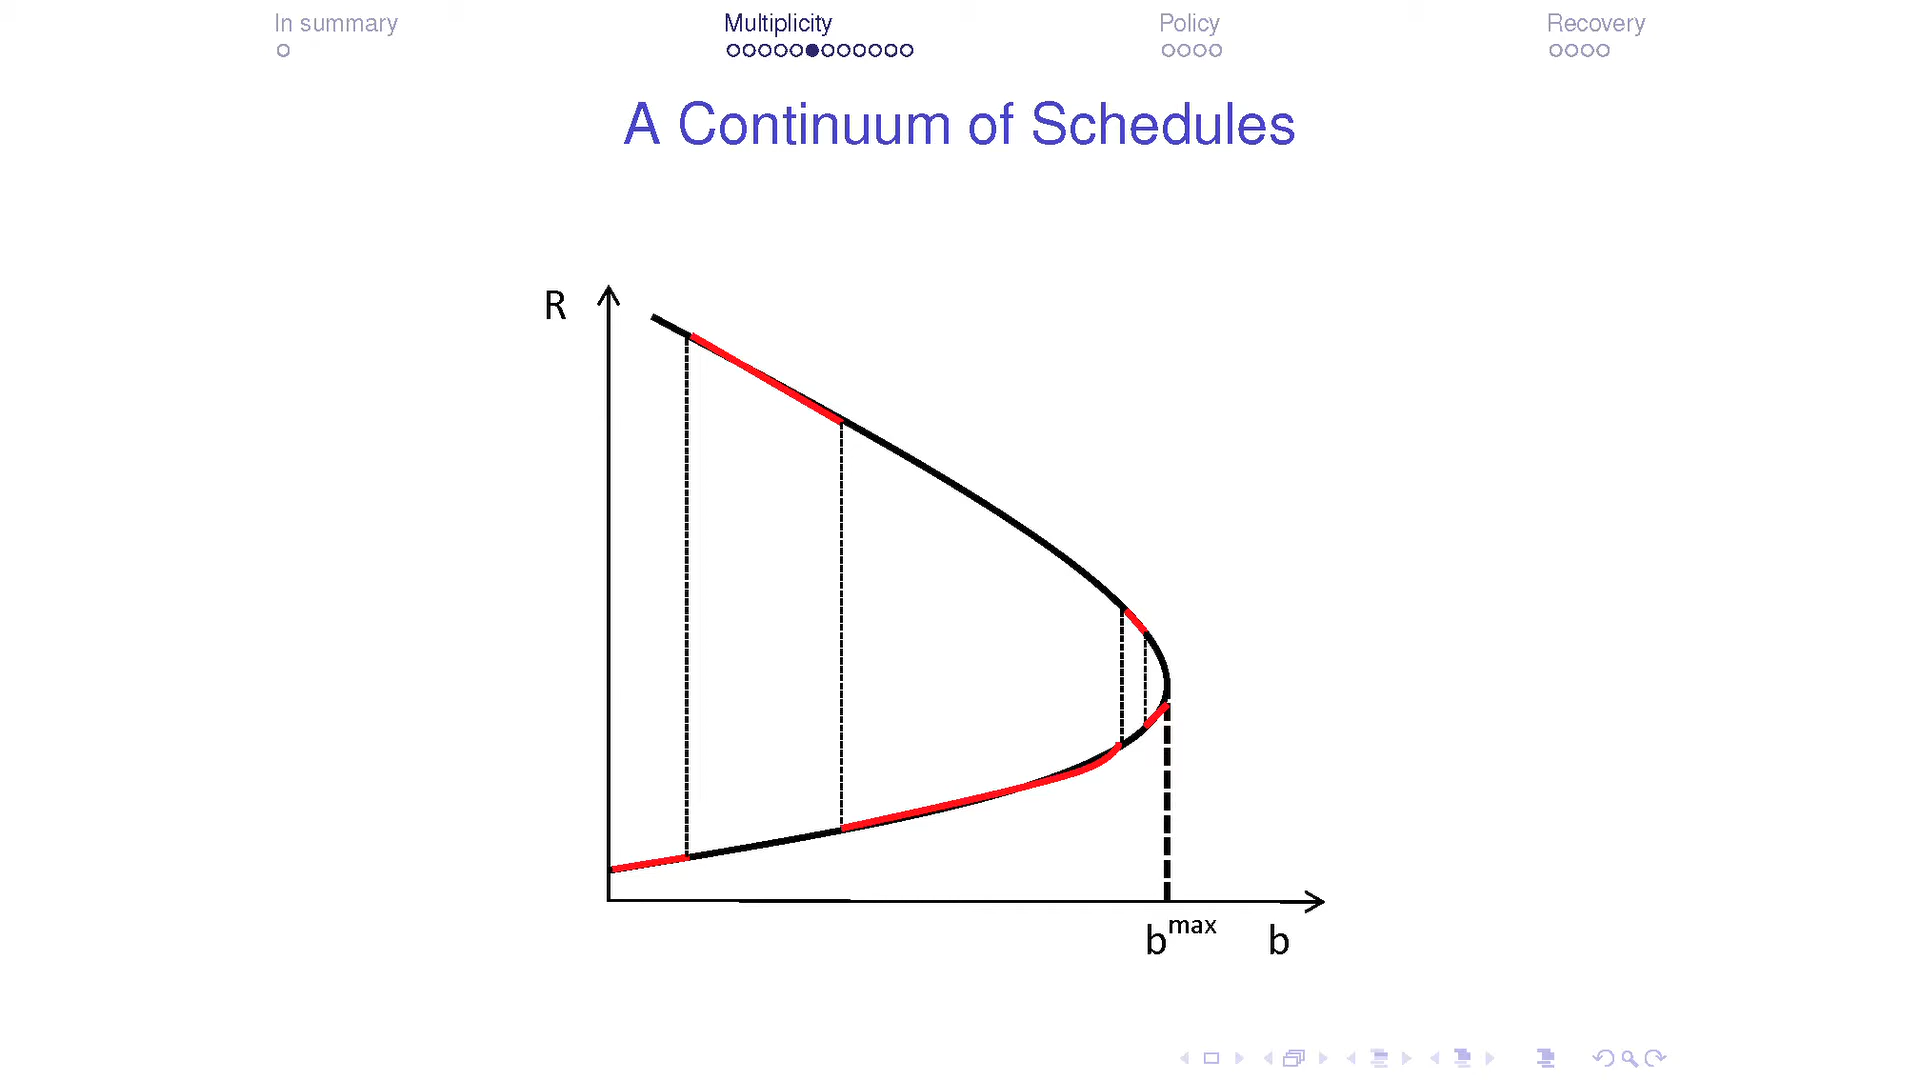 In summary
Multiplicity
Policy
Recovery
A Continuum of Schedules
R
b^max
b